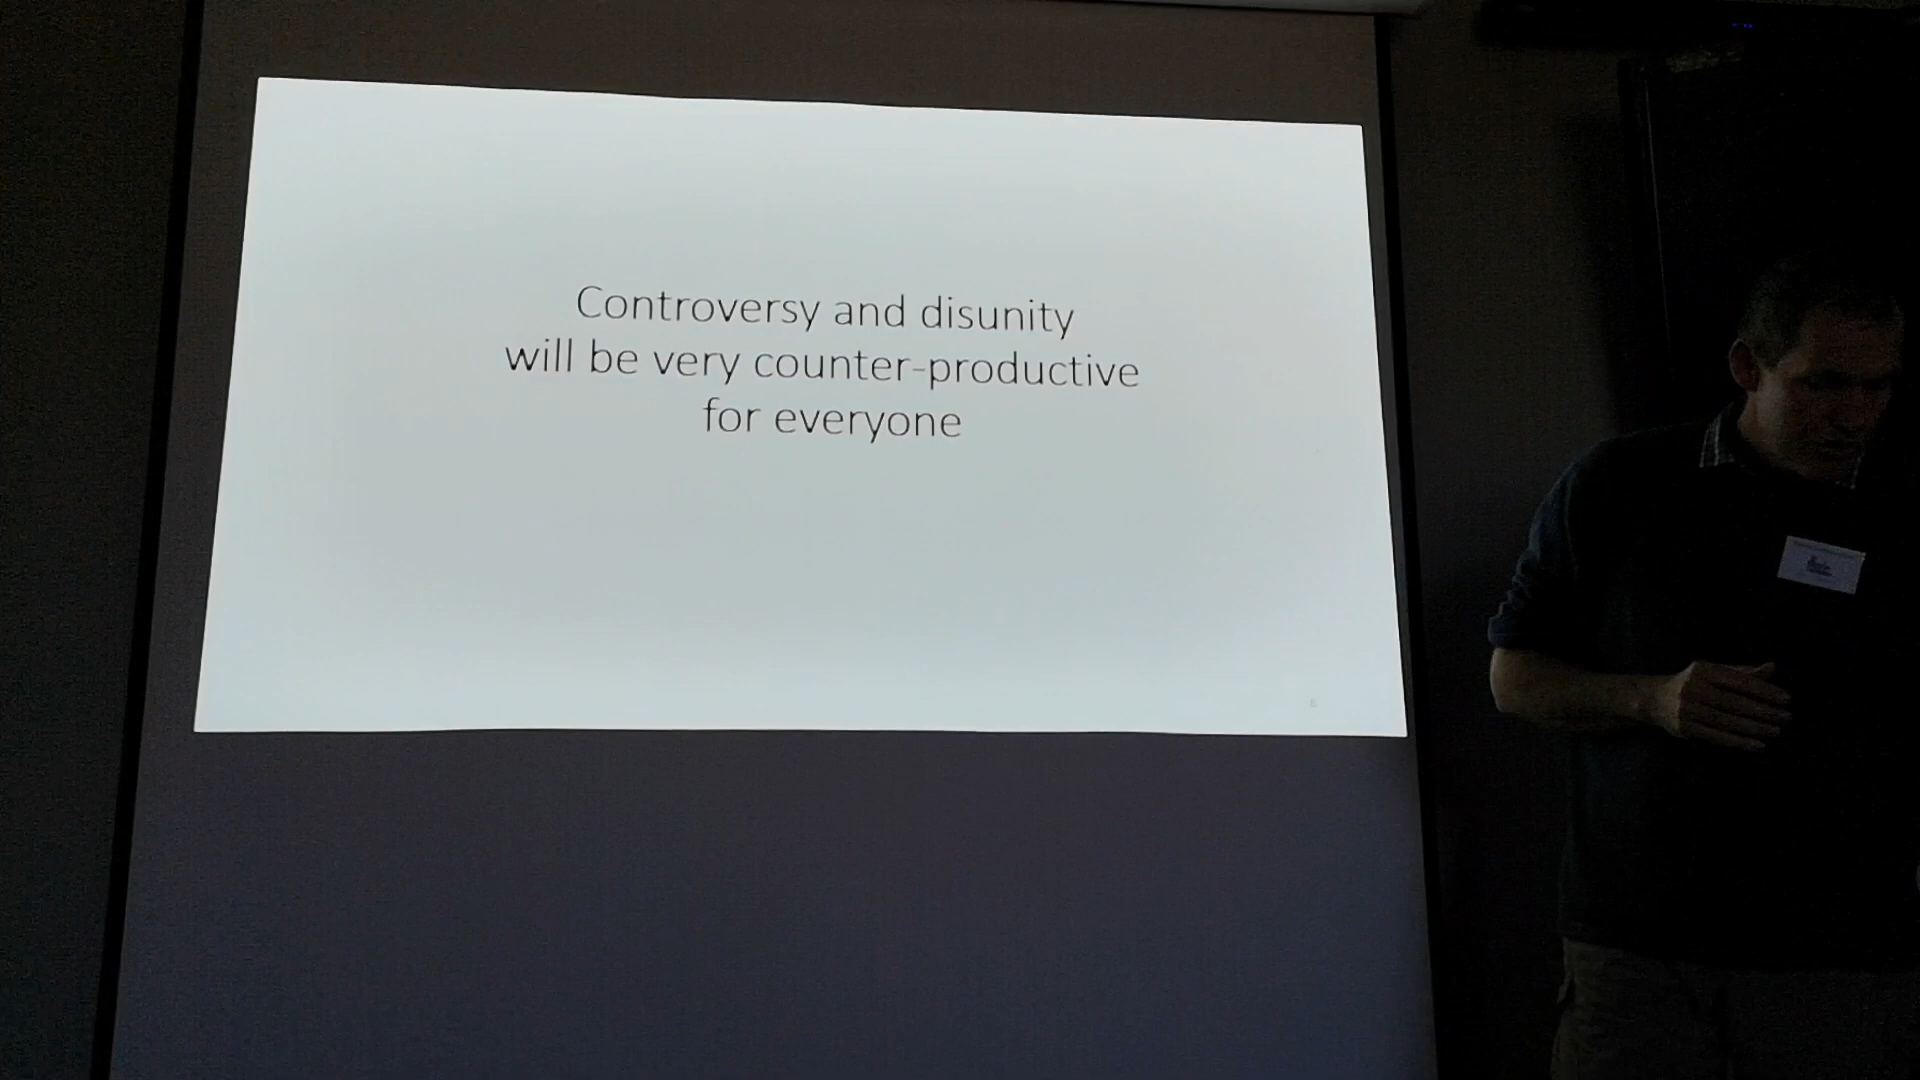 Controversy and disunity
will be very counter-productive
for everyone